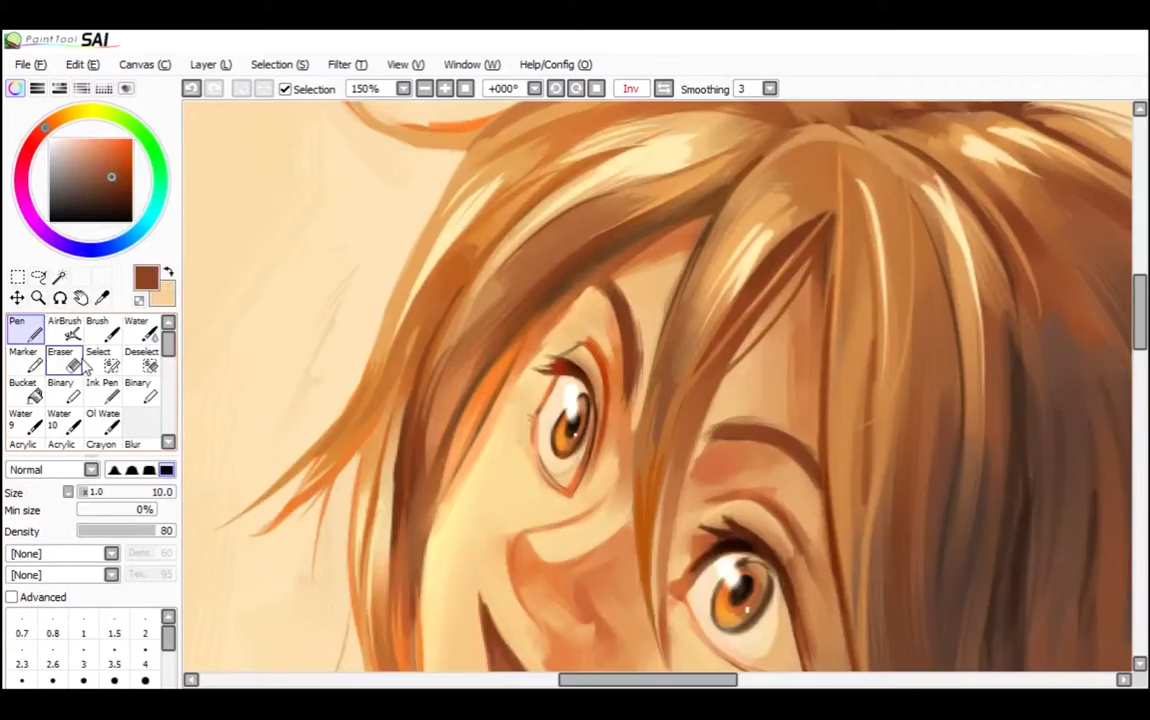 PaintTool SAI
File (F) Edit (E) Canvas (C) Layer (L) Selection (S) Filter (T) View (V) Window (W) Help/Config (O)
Selection 150% +000° Inv Smoothing 3
Pen AirBrush Brush Water
Marker Eraser Select Deselect
Bucket Binary Ink Pen Binary
Water 9 Water 10 Ol Wate
Acrylic Acrylic Crayon Blur
Normal
Size x 1.0 10.0
Min size 0%
Density 80
[None] Dens. 60
[None] Tex. 95
Advanced
0.7 0.8 1 1.5 2
2.3 2.6 3 3.5 4